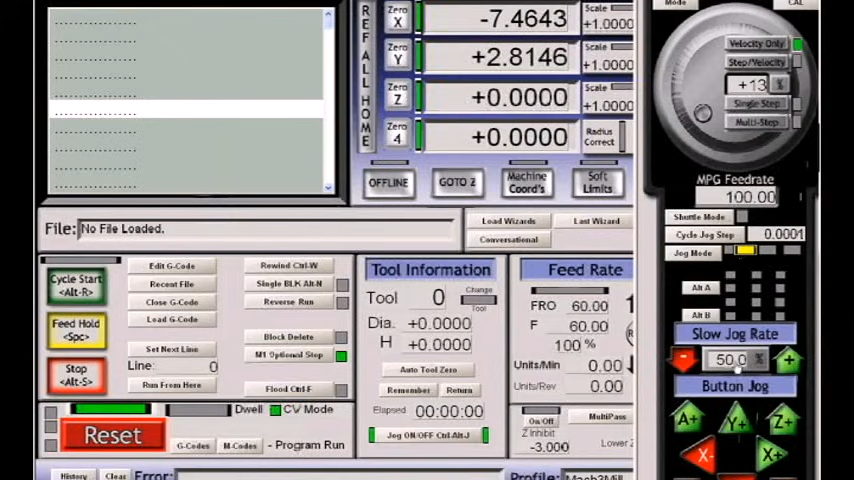 Mode
CAL
REF ALL HOME
Zero X
-7.4643
Scale
+1.0000
Zero Y
+2.8146
Scale
+1.0000
Zero Z
+0.0000
Scale
+1.0000
Zero 4
+0.0000
Radius Correct
OFFLINE
GOTO Z
Machine Coord's
Soft Limits
Velocity Only
Step/Velocity
+13 %
Single Step
Multi-Step
MPG Feedrate
100.00
Shuttle Mode
Cycle Jog Step
0.0001
Jog Mode
Alt A
Alt B
Slow Jog Rate
-
50.0 %
+
Button Jog
A+
Y+
Z+
X-
X+
File:
No File Loaded.
Load Wizards
Last Wizard
Conversational
Cycle Start <Alt-R>
Feed Hold <Spc>
Stop <Alt-S>
Edit G-Code
Recent File
Close G-Code
Load G-Code
Set Next Line
Line: 0
Run From Here
Rewind Ctrl-W
Single BLK Alt-N
Reverse Run
Block Delete
M1 Optional Stop
Flood Ctrl-F
Dwell
CV Mode
Reset
G-Codes
M-Codes
- Program Run
Tool Information
Tool 0
Change Tool
Dia. +0.0000
H +0.0000
Auto Tool Zero
Remember
Return
Elapsed 00:00:00
Jog ON/OFF Ctrl-Alt-J
Feed Rate
FRO 60.00
F 60.00
100 %
Units/Min 0.00
Units/Rev 0.00
On/Off
Z Inhibit
-3.000
MultiPass
Lower Z
History
Clear
Error:
Profile:
Mach3Mill